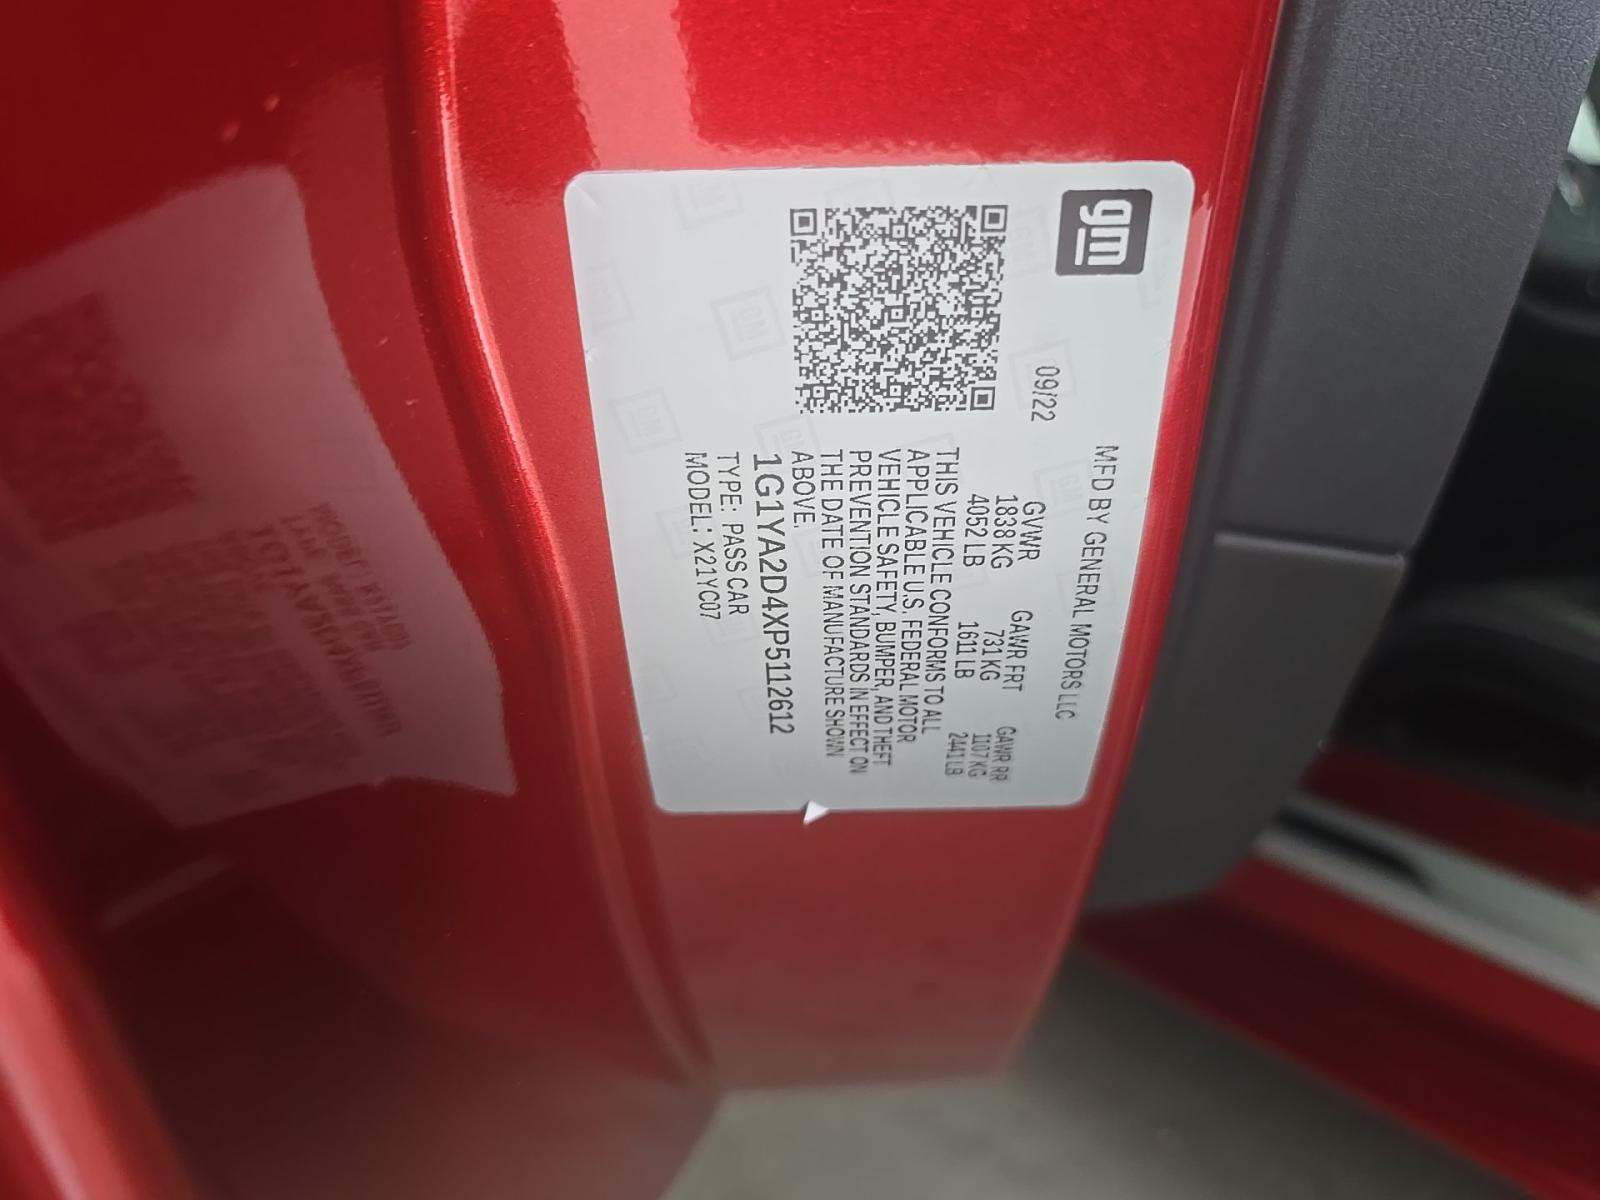 gm
MFD BY GENERAL MOTORS LLC
09/22
GVWR GAWR FRT GAWR RR
1838 KG 731 KG 1107 KG
4052 LB 1611 LB 2441 LB
THIS VEHICLE CONFORMS TO ALL
APPLICABLE U.S. FEDERAL MOTOR
VEHICLE SAFETY, BUMPER, AND THEFT
PREVENTION STANDARDS IN EFFECT ON
THE DATE OF MANUFACTURE SHOWN
ABOVE.
1G1YA2D4XP5112612
TYPE: PASS CAR
MODEL: X21YC07